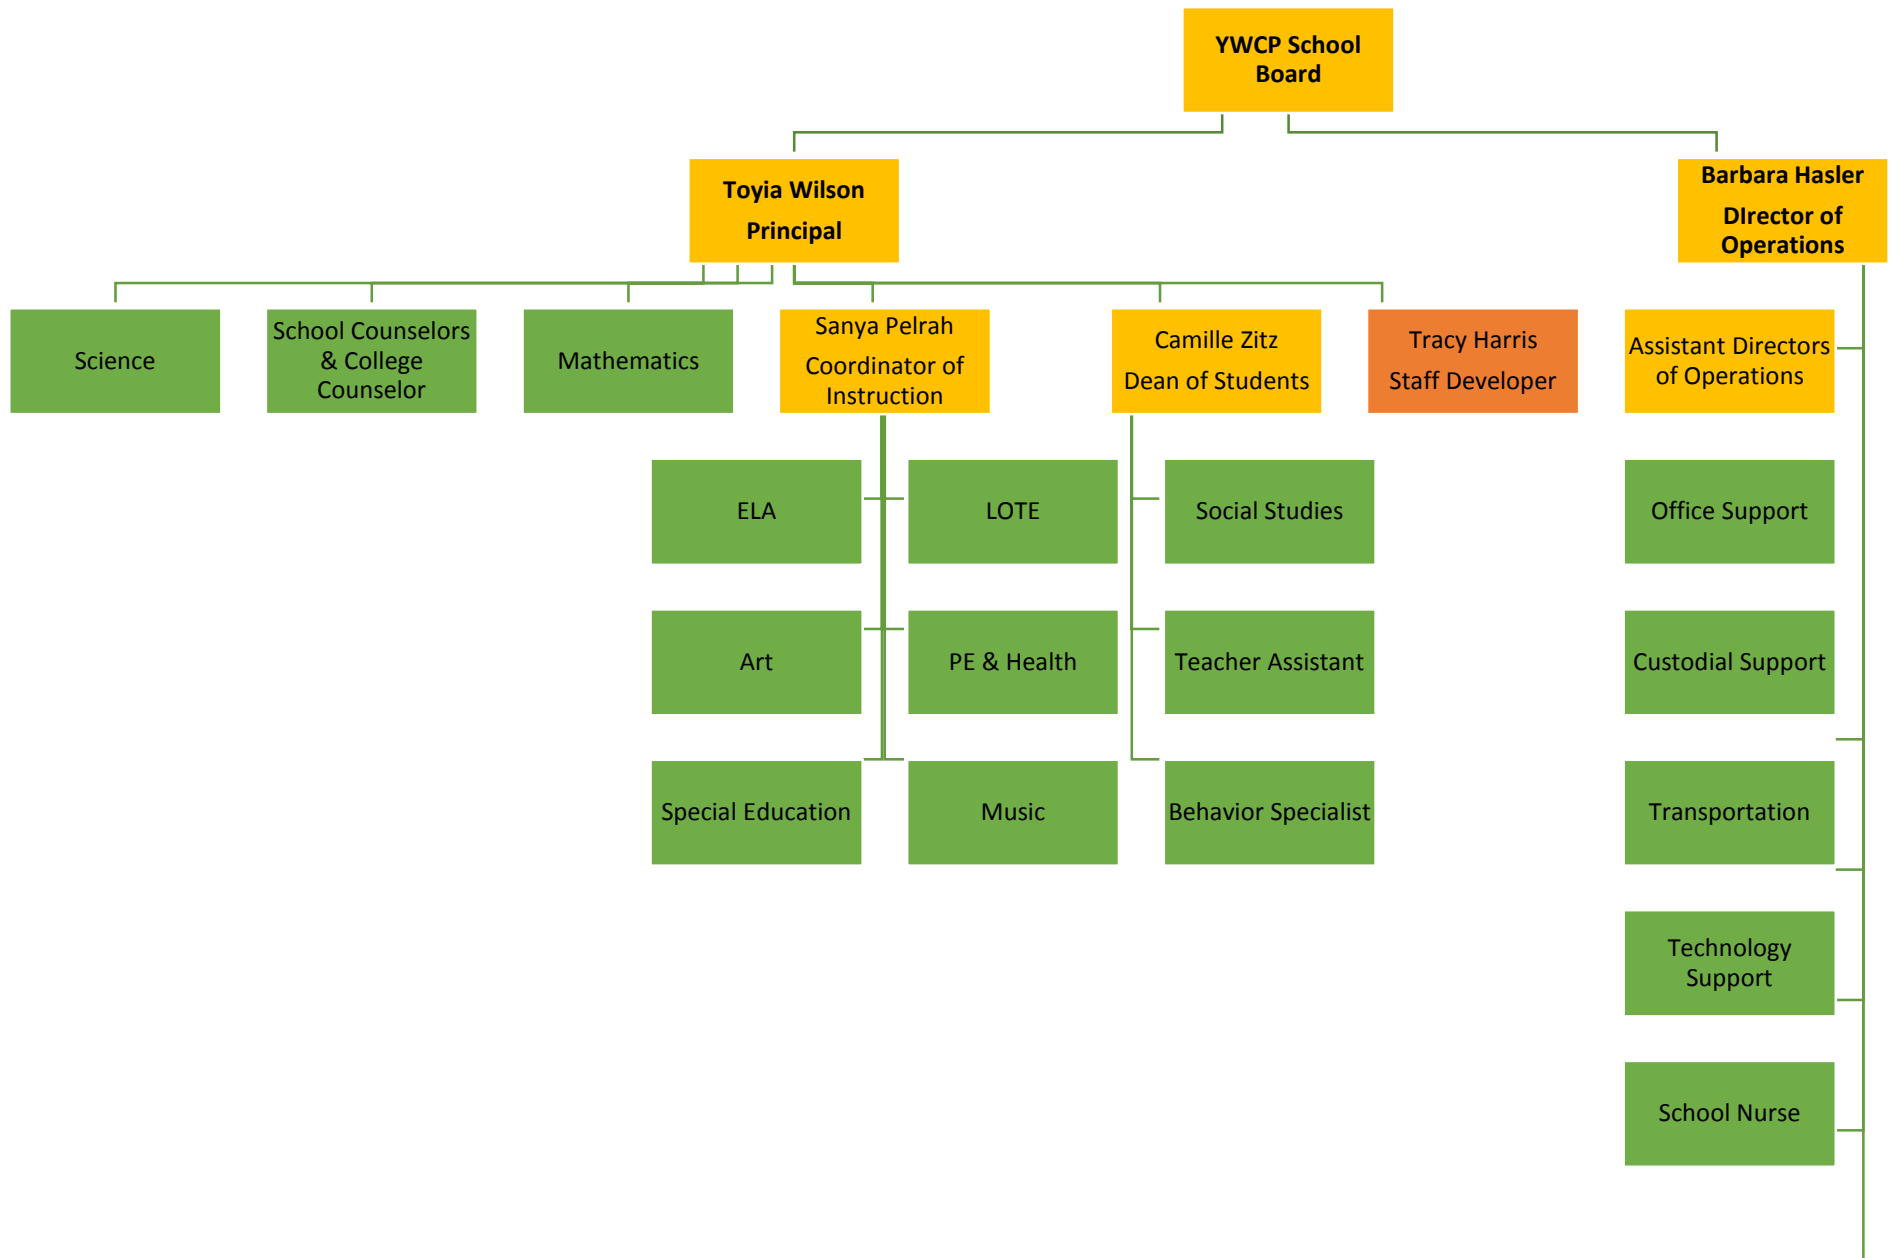 YWCP School
Board
Toyia Wilson
Principal
Barbara Hasler
DIrector of
Operations
Science
School Counselors
& College
Counselor
Mathematics
Sanya Pelrah
Coordinator of
Instruction
Camille Zitz
Dean of Students
Tracy Harris
Staff Developer
Assistant Directors
of Operations
ELA
LOTE
Social Studies
Office Support
Art
PE & Health
Teacher Assistant
Custodial Support
Special Education
Music
Behavior Specialist
Transportation
Technology
Support
School Nurse